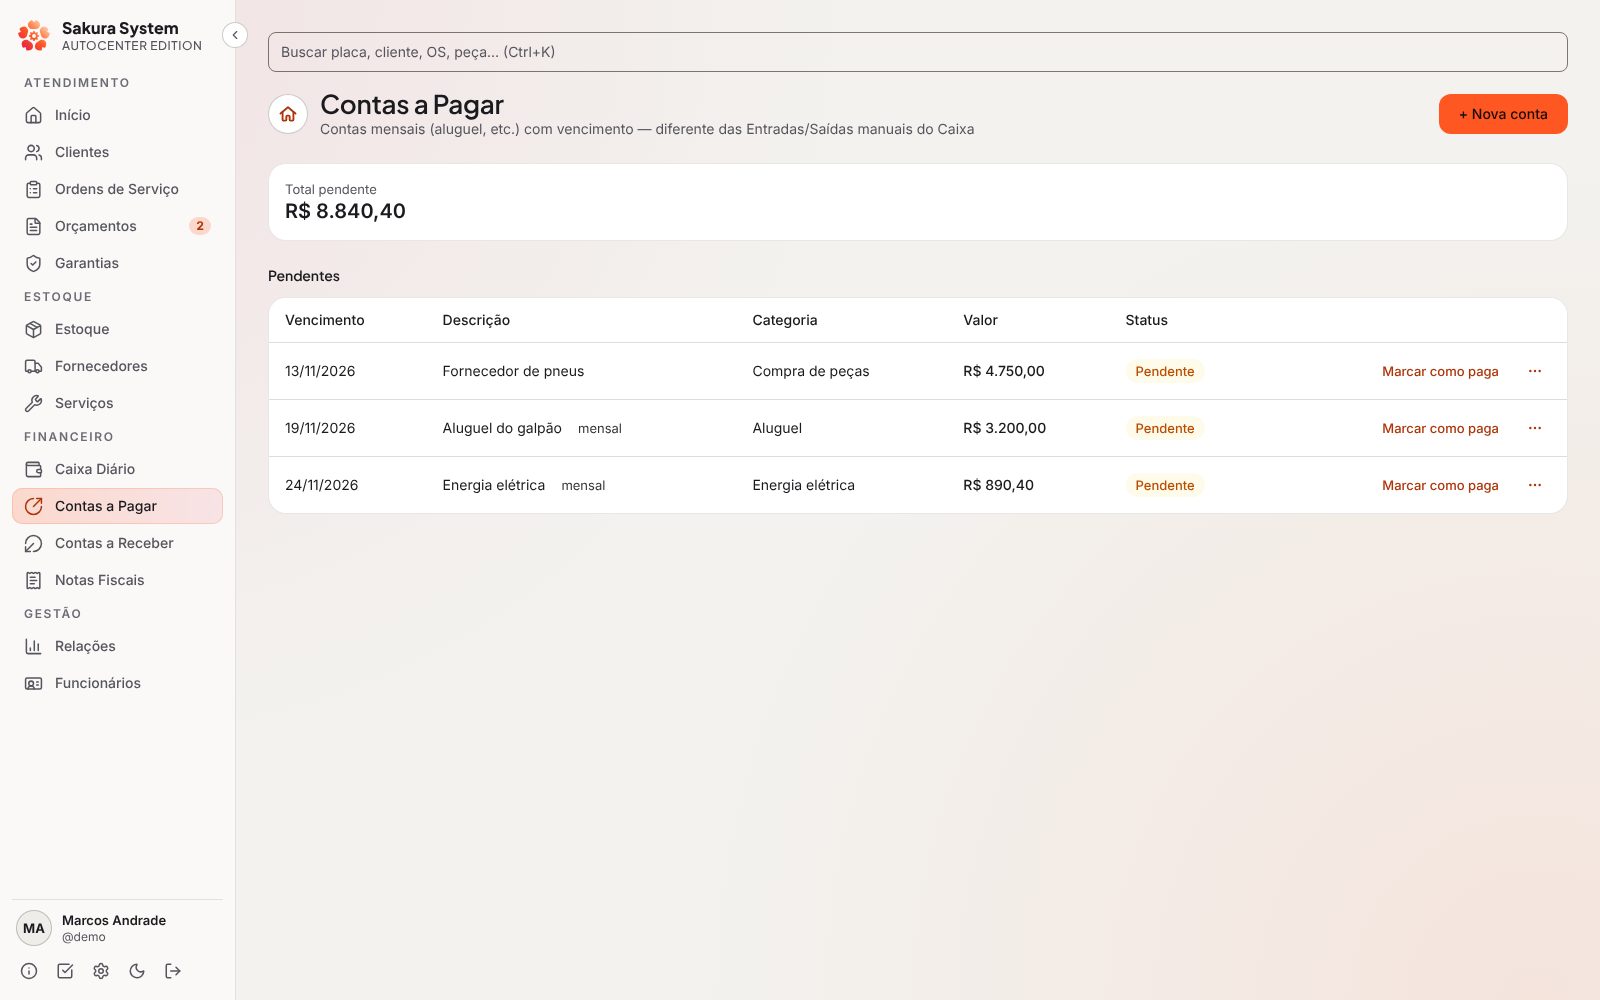 Sakura System
AUTOCENTER EDITION
ATENDIMENTO
Início
Clientes
Ordens de Serviço
Orçamentos 2
Garantias
ESTOQUE
Estoque
Fornecedores
Serviços
FINANCEIRO
Caixa Diário
Contas a Pagar
Contas a Receber
Notas Fiscais
GESTÃO
Relações
Funcionários
MA
Marcos Andrade
@demo
Buscar placa, cliente, OS, peça... (Ctrl+K)
Contas a Pagar
Contas mensais (aluguel, etc.) com vencimento — diferente das Entradas/Saídas manuais do Caixa
+ Nova conta
Total pendente
R$ 8.840,40
Pendentes
Vencimento Descrição Categoria Valor Status
13/11/2026 Fornecedor de pneus Compra de peças R$ 4.750,00 Pendente Marcar como paga ...
19/11/2026 Aluguel do galpão mensal Aluguel R$ 3.200,00 Pendente Marcar como paga ...
24/11/2026 Energia elétrica mensal Energia elétrica R$ 890,40 Pendente Marcar como paga ...